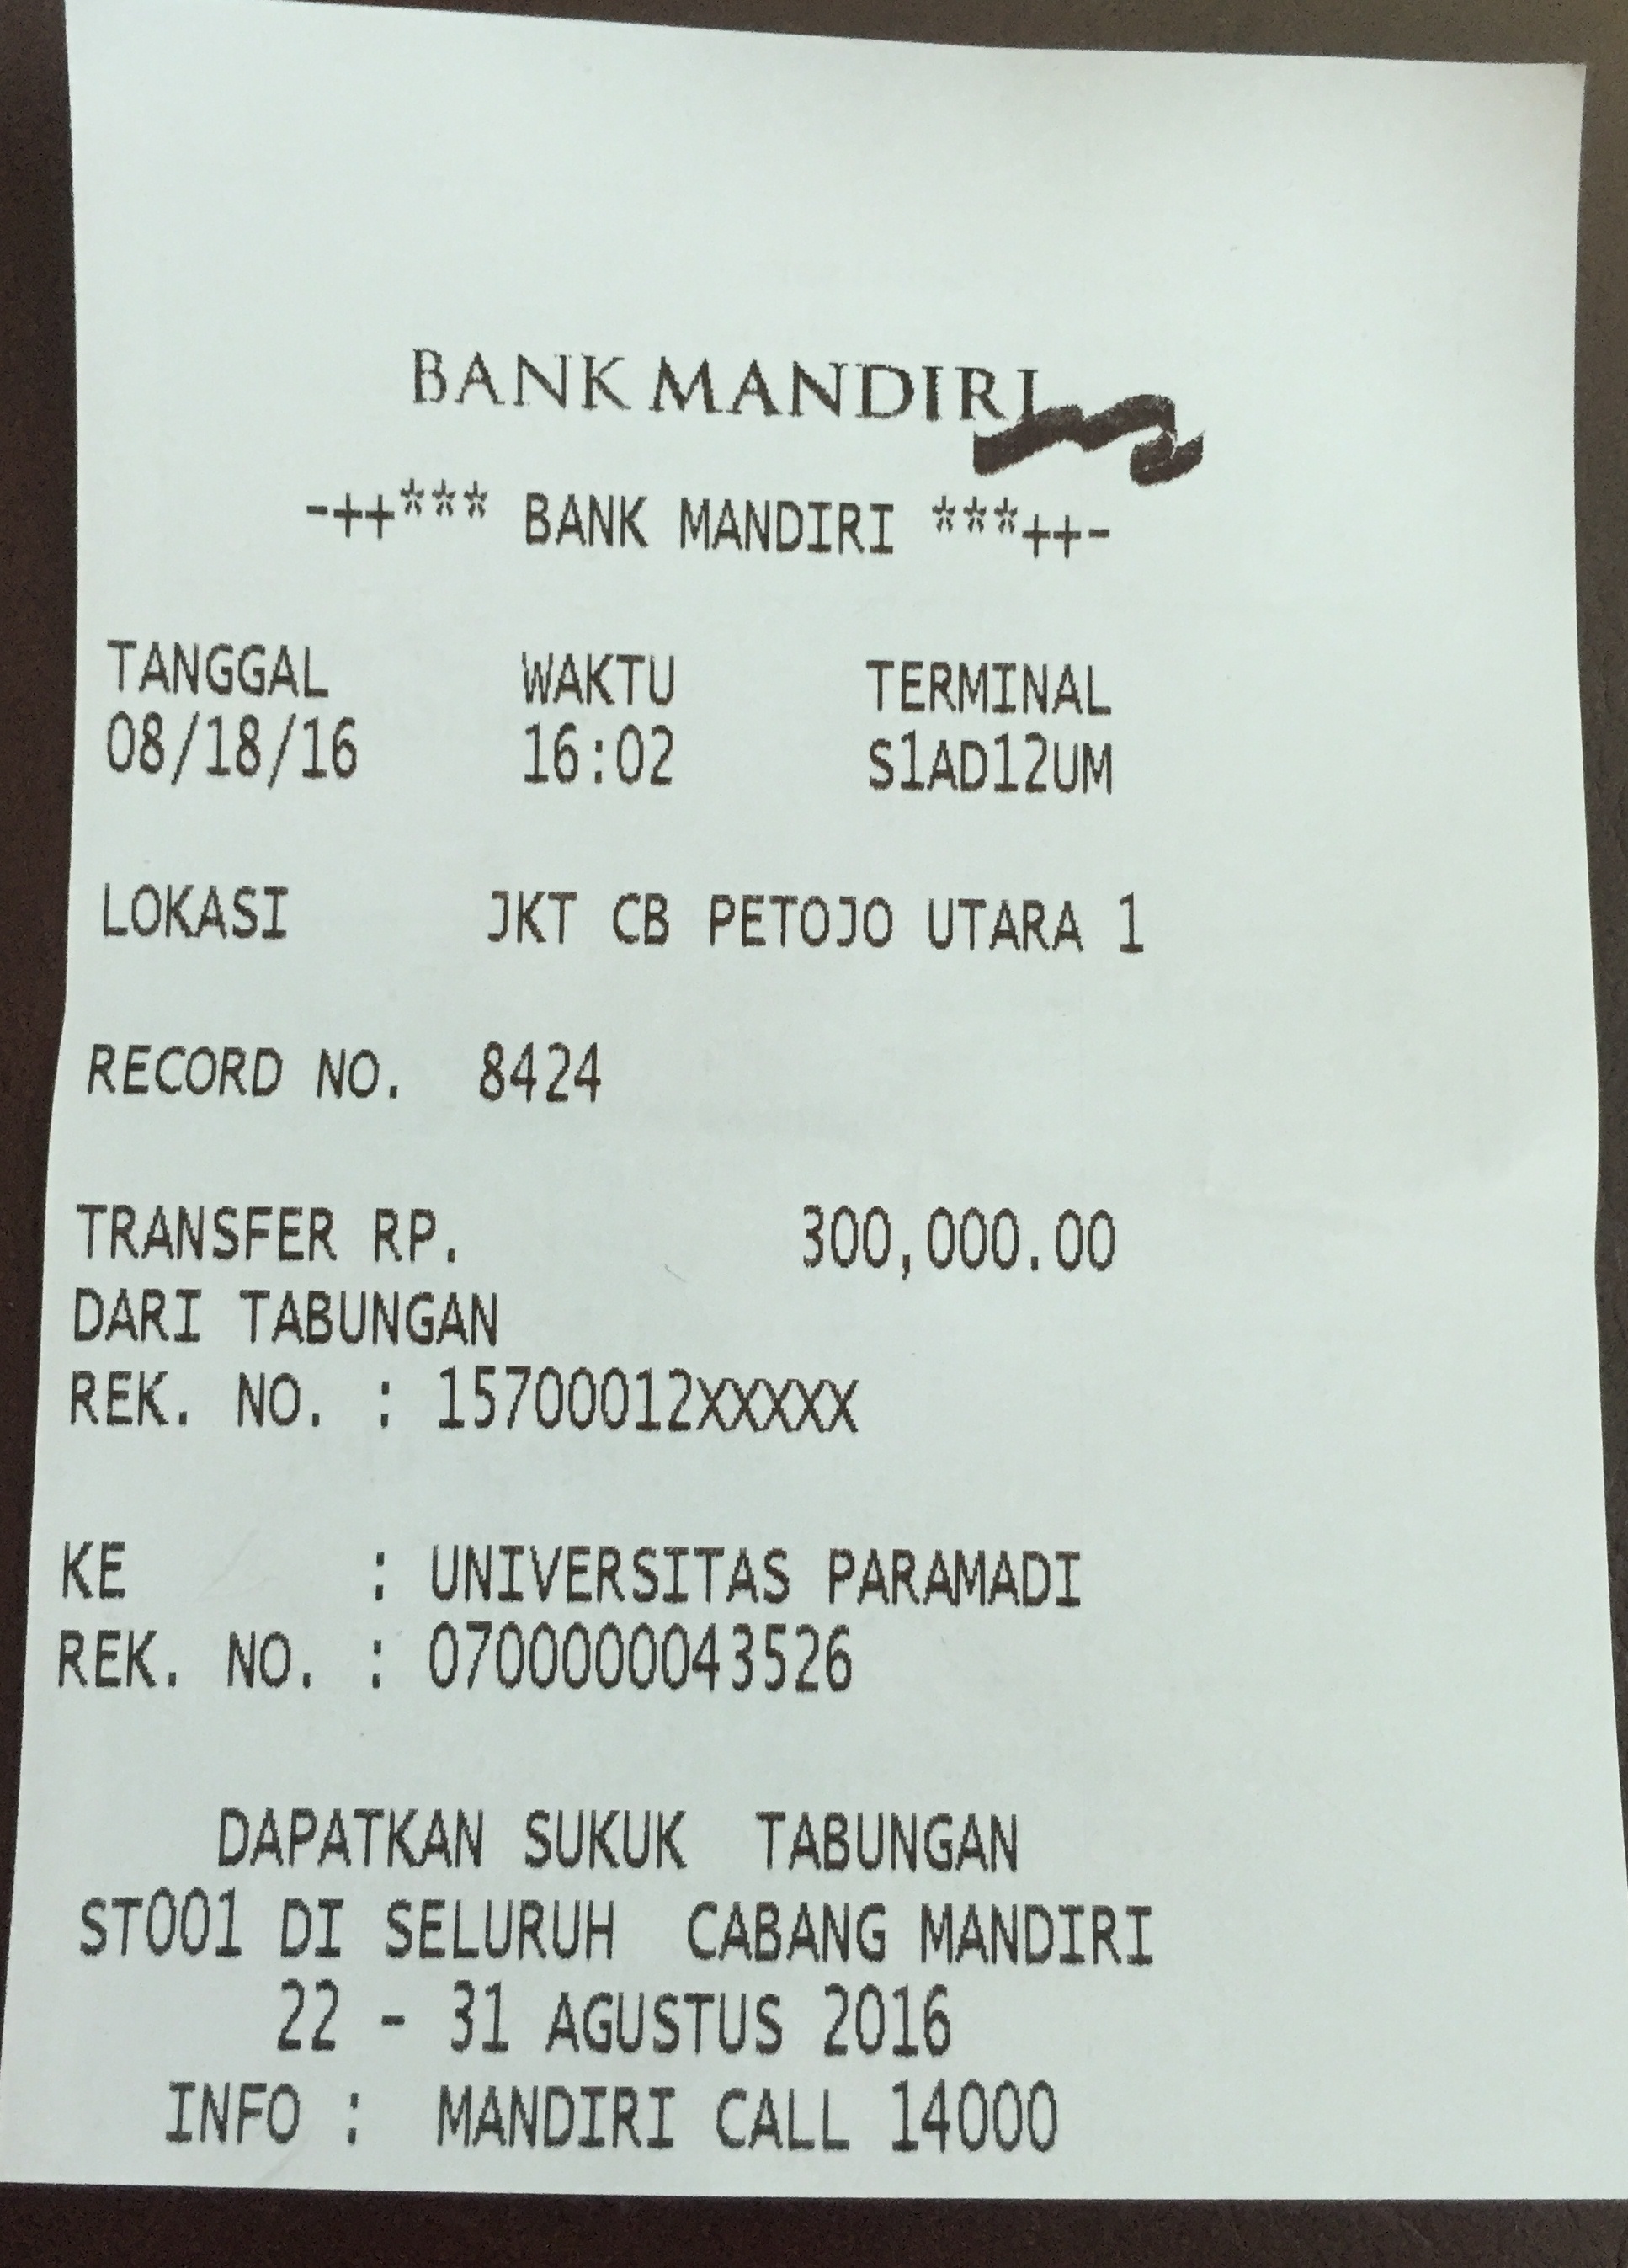 BANK MANDIRI
-++*** BANK MANDIRI ***++-
TANGGAL WAKTU TERMINAL
08/18/16 16:02 S1AD12UM
LOKASI JKT CB PETOJO UTARA 1
RECORD NO. 8424
TRANSFER RP. 300,000.00
DARI TABUNGAN
REK. NO. : 15700012XXXXX
KE : UNIVERSITAS PARAMADI
REK. NO. : 0700000043526
DAPATKAN SUKUK TABUNGAN
ST001 DI SELURUH CABANG MANDIRI
22 - 31 AGUSTUS 2016
INFO : MANDIRI CALL 14000